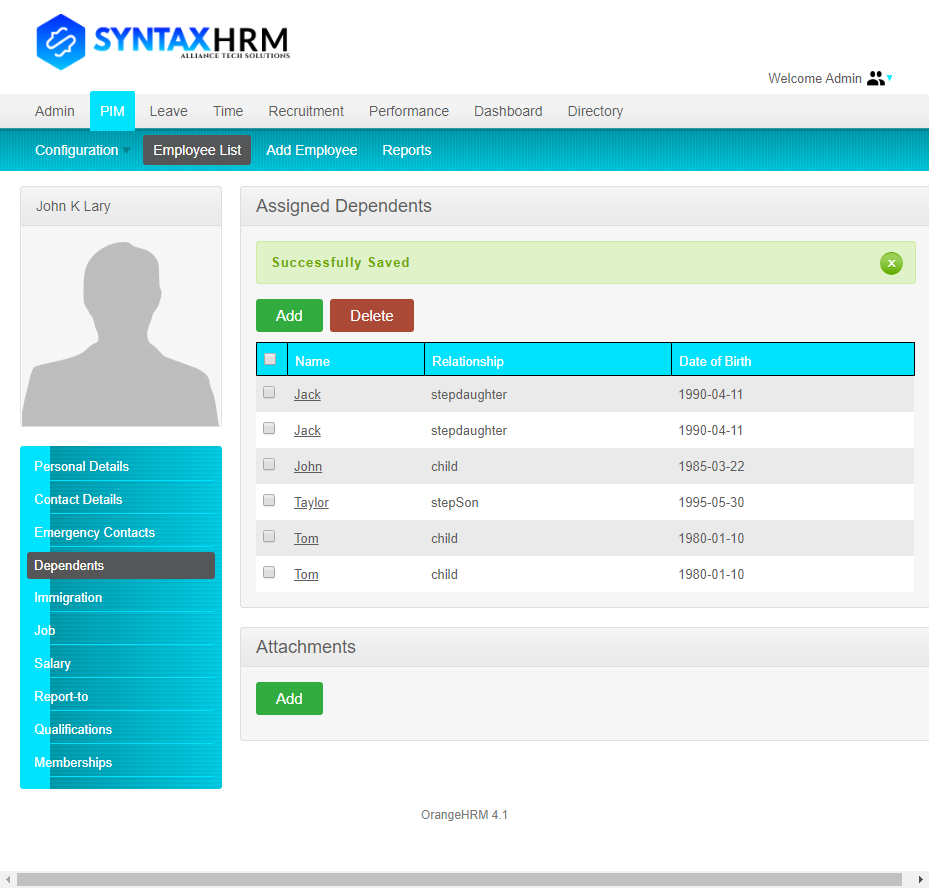 SYNTAXHRM
ALLIANCE TECH SOLUTIONS
Welcome Admin
Admin PIM Leave Time Recruitment Performance Dashboard Directory
Configuration Employee List Add Employee Reports
John K Lary
Assigned Dependents
Successfully Saved
Add Delete
Name Relationship Date of Birth
Jack stepdaughter 1990-04-11
Jack stepdaughter 1990-04-11
John child 1985-03-22
Taylor stepSon 1995-05-30
Tom child 1980-01-10
Tom child 1980-01-10
Personal Details
Contact Details
Emergency Contacts
Dependents
Immigration
Job
Salary
Report-to
Qualifications
Memberships
Attachments
Add
OrangeHRM 4.1